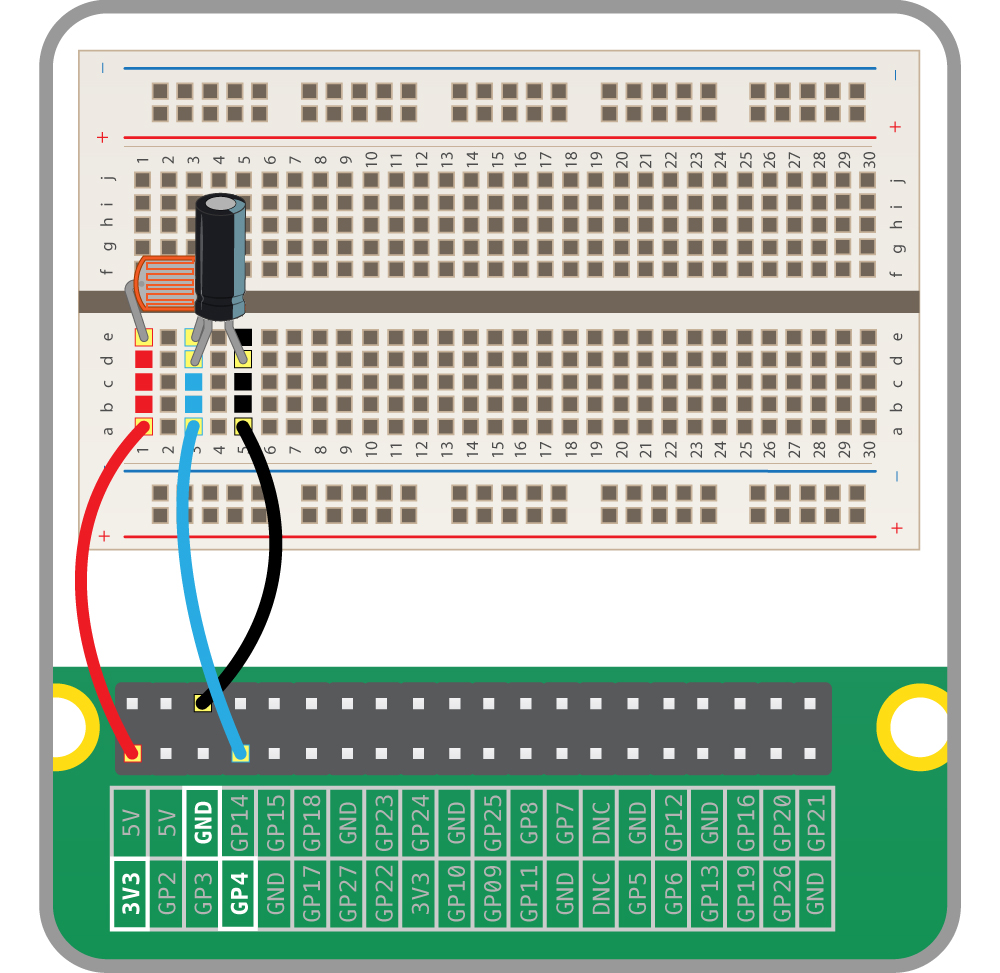 – –
+ +
1 2 3 4 5 6 7 8 9 10 11 12 13 14 15 16 17 18 19 20 21 22 23 24 25 26 27 28 29 30
j j
i i
h h
g g
f f
e e
d d
c c
b b
a a
1 3 4 5 6 7 8 9 10 11 12 13 14 15 16 17 18 19 20 21 22 23 24 25 26 27 28 29 30
–
+ +
5V 5V GND GP14 GP15 GP18 GND GP23 GP24 GND GP25 GP8 GP7 DNC GND GP12 GND GP16 GP20 GP21
3V3 GP2 GP3 GP4 GND GP17 GP27 GP22 3V3 GP10 GP09 GP11 GND DNC GP5 GP6 GP13 GP19 GP26 GND